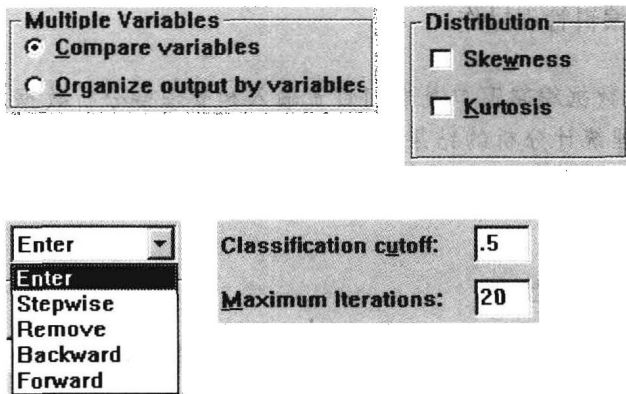 Multiple Variables
Compare variables
Organize output by variables
Distribution
Skewness
Kurtosis
Enter
Enter
Stepwise
Remove
Backward
Forward
Classification cutoff: .5
Maximum Iterations: 20